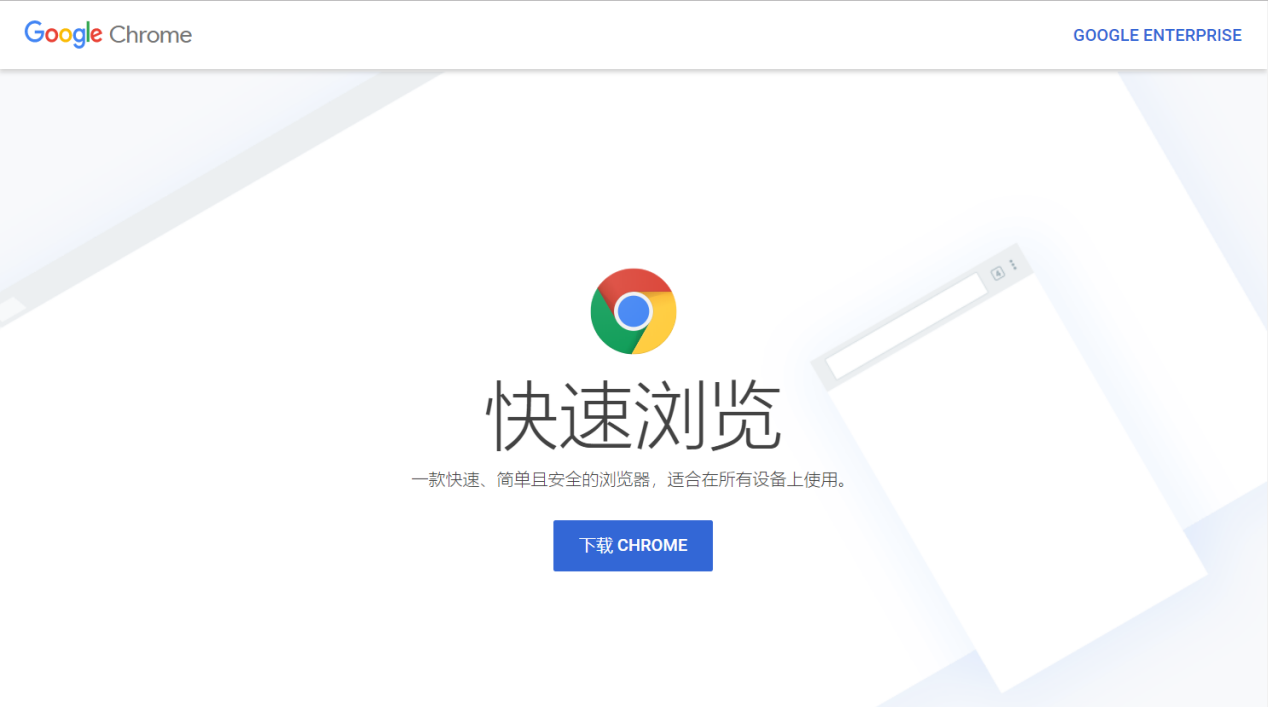 Google Chrome
GOOGLE ENTERPRISE
4
快速浏览
一款快速、简单且安全的浏览器，适合在所有设备上使用。
下载 CHROME